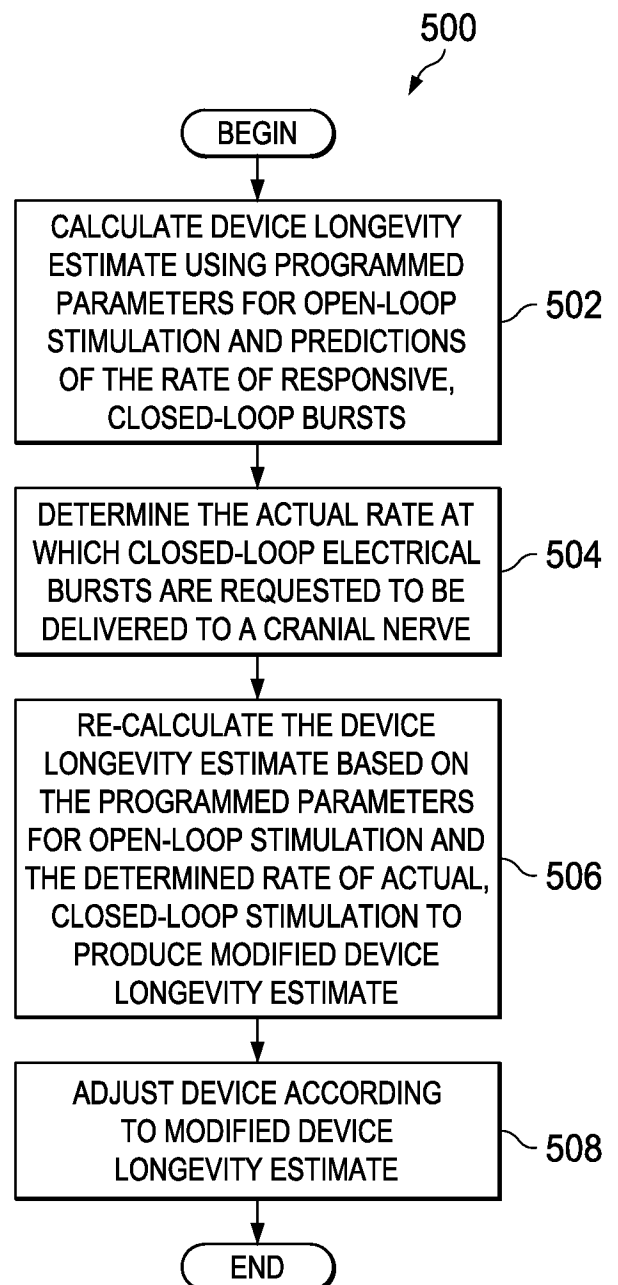 500
BEGIN
CALCULATE DEVICE LONGEVITY
ESTIMATE USING PROGRAMMED
PARAMETERS FOR OPEN-LOOP
STIMULATION AND PREDICTIONS
OF THE RATE OF RESPONSIVE,
CLOSED-LOOP BURSTS
502
DETERMINE THE ACTUAL RATE AT
WHICH CLOSED-LOOP ELECTRICAL
BURSTS ARE REQUESTED TO BE
DELIVERED TO A CRANIAL NERVE
504
RE-CALCULATE THE DEVICE
LONGEVITY ESTIMATE BASED ON
THE PROGRAMMED PARAMETERS
FOR OPEN-LOOP STIMULATION AND
THE DETERMINED RATE OF ACTUAL,
CLOSED-LOOP STIMULATION TO
PRODUCE MODIFIED DEVICE
LONGEVITY ESTIMATE
506
ADJUST DEVICE ACCORDING
TO MODIFIED DEVICE
LONGEVITY ESTIMATE
508
END